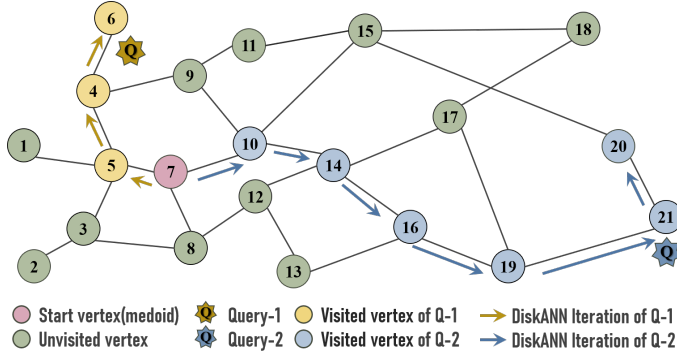 6
Q
15
18
11
9
4
17
1
10
20
5
7
14
12
21
3
16
8
Q
2
13
19
Start vertex(medoid)
Q
Query-1
Visited vertex of Q-1
DiskANN Iteration of Q-1
Unvisited vertex
Q
Query-2
Visited vertex of Q-2
DiskANN Iteration of Q-2